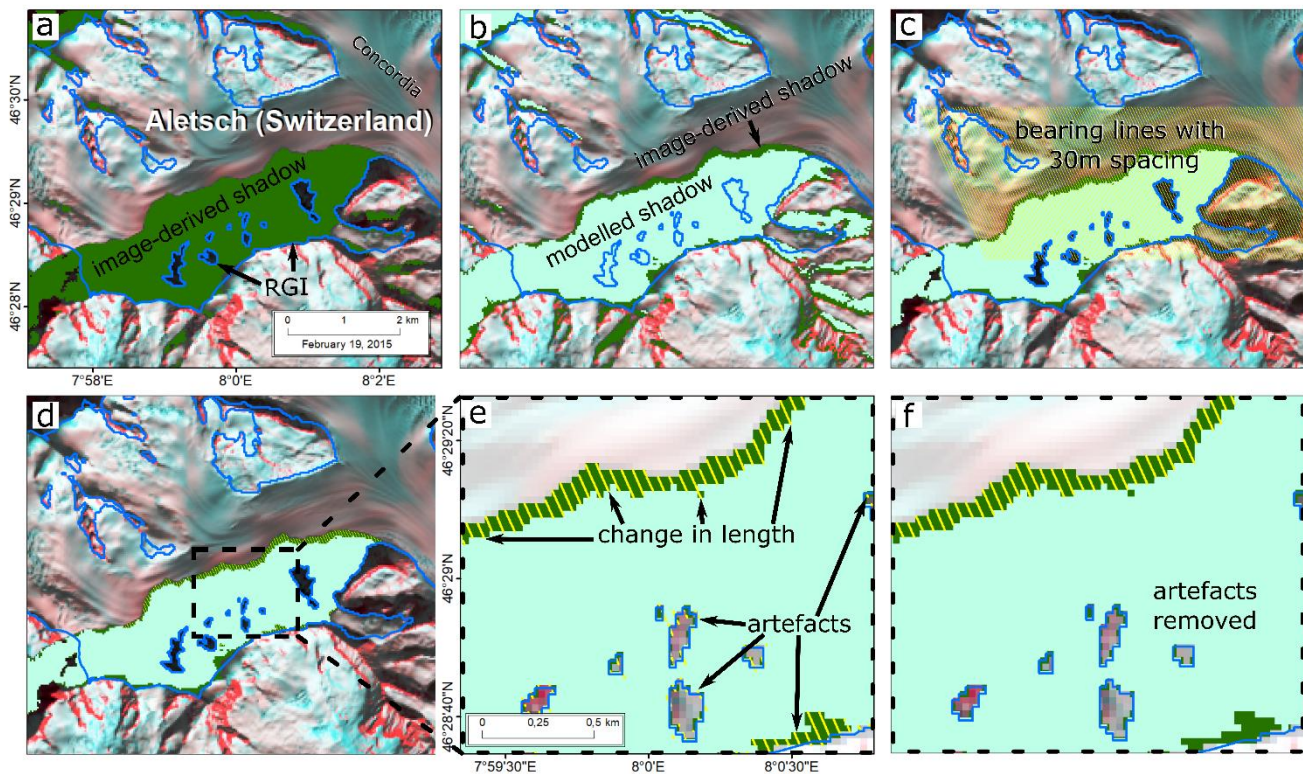 a
Concordia
46°30'N
Aletsch (Switzerland)
46°29'N
image-derived shadow
46°28'N
RGI
0 1 2 km
February 19, 2015
7°58'E 8°0'E 8°2'E
b
image-derived shadow
modelled shadow
c
bearing lines with
30m spacing
d
e
46°29'20"N
change in length
46°29'N
artefacts
46°28'40"N
0 0,25 0,5 km
7°59'30"E 8°0'E 8°0'30"E
f
artefacts
removed